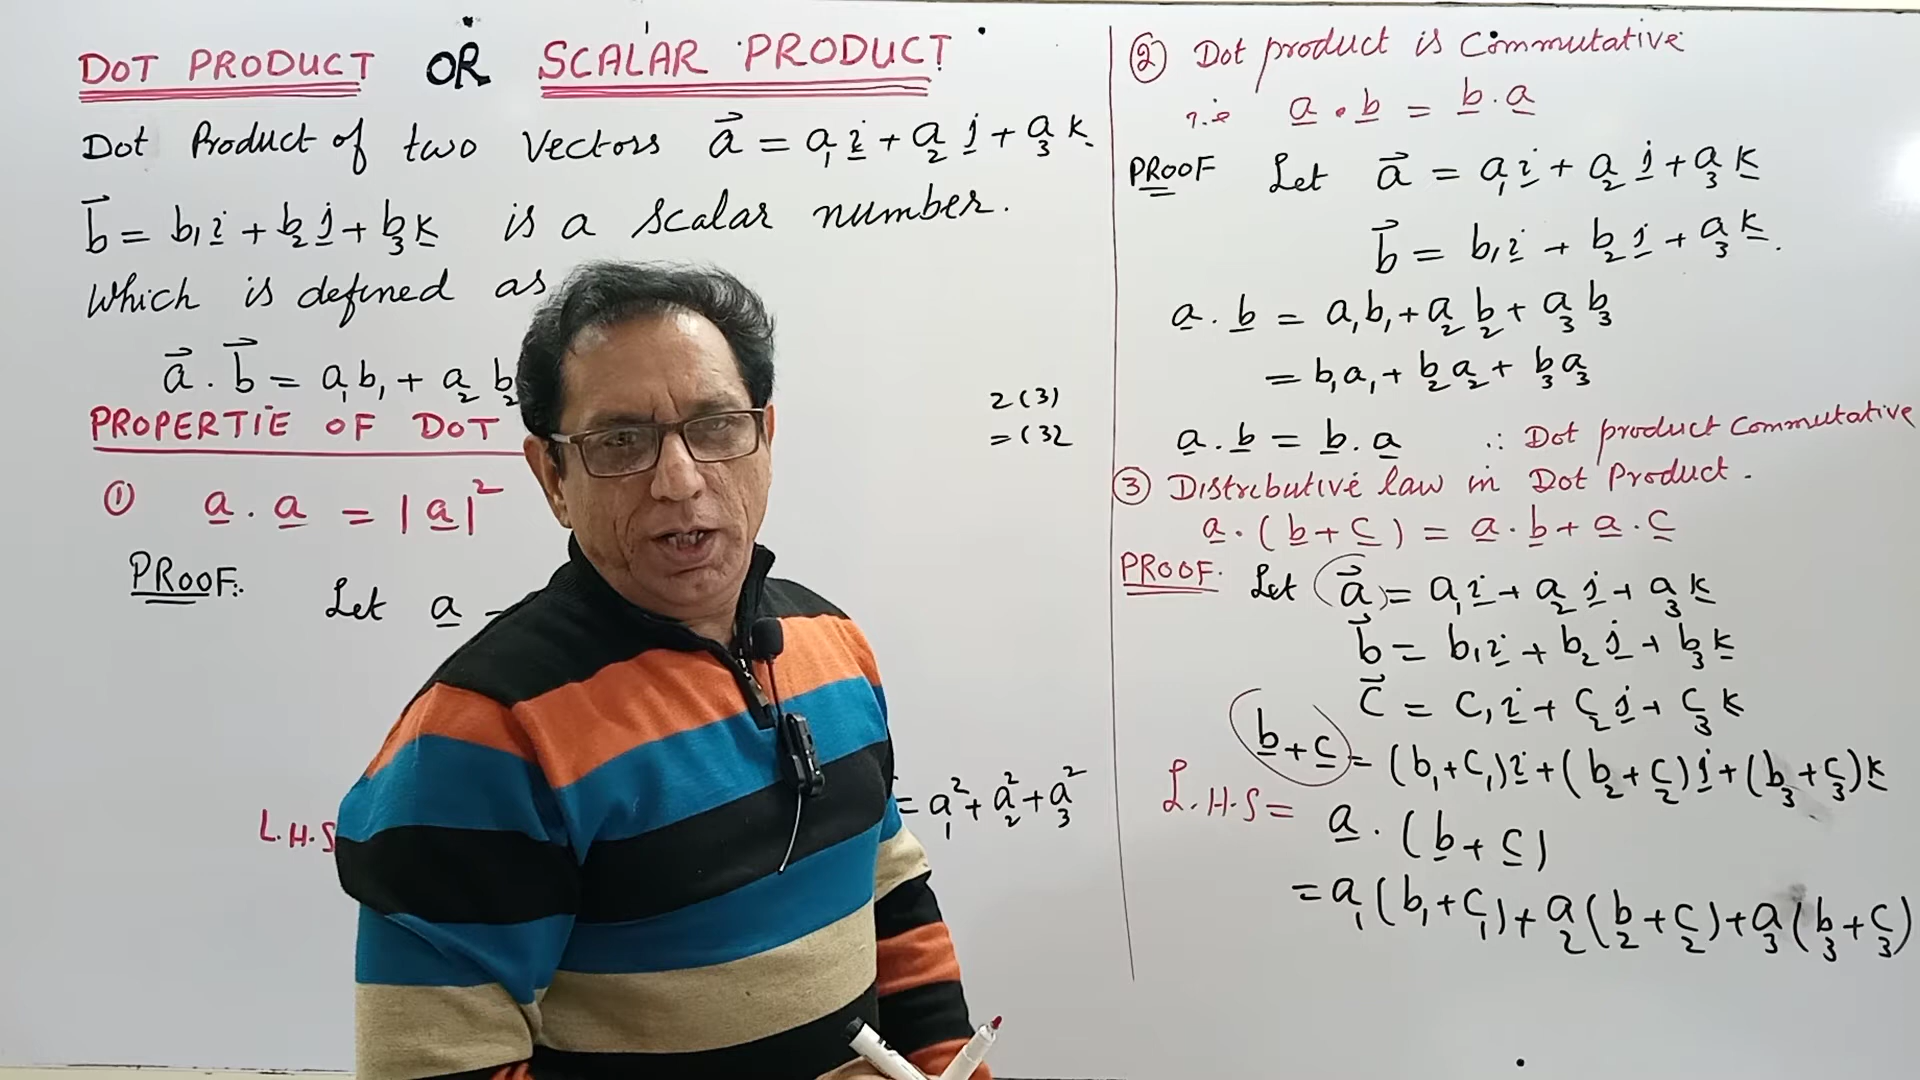 DOT PRODUCT OR SCALAR PRODUCT
Dot Product of two Vectors a⃗ = a₁i + a₂j + a₃k
b⃗ = b₁i + b₂j + b₃k is a scalar number.
Which is defined as
a⃗ . b⃗ = a₁b₁ + a₂b₂
PROPERTIE OF DOT
① a . a = |a|²
PROOF:.
Let a
L.H.S
= a₁² + a₂² + a₃²
2(3)
= (3)2
② Dot product is Commutative
i.e a . b = b . a
PROOF Let a⃗ = a₁i + a₂j + a₃k
b⃗ = b₁i + b₂j + a₃k.
a . b = a₁b₁ + a₂b₂ + a₃b₃
= b₁a₁ + b₂a₂ + b₃a₃
a . b = b . a ∴ Dot product Commutative
③ Distributive law in Dot Product.
a . (b + c) = a . b + a . c
PROOF. Let a⃗ = a₁i + a₂j + a₃k
b⃗ = b₁i + b₂j + b₃k
c⃗ = c₁i + c₂j + c₃k
b + c = (b₁+c₁)i + (b₂+c₂)j + (b₃+c₃)k
L.H.S = a . (b + c)
= a₁(b₁+c₁) + a₂(b₂+c₂) + a₃(b₃+c₃)